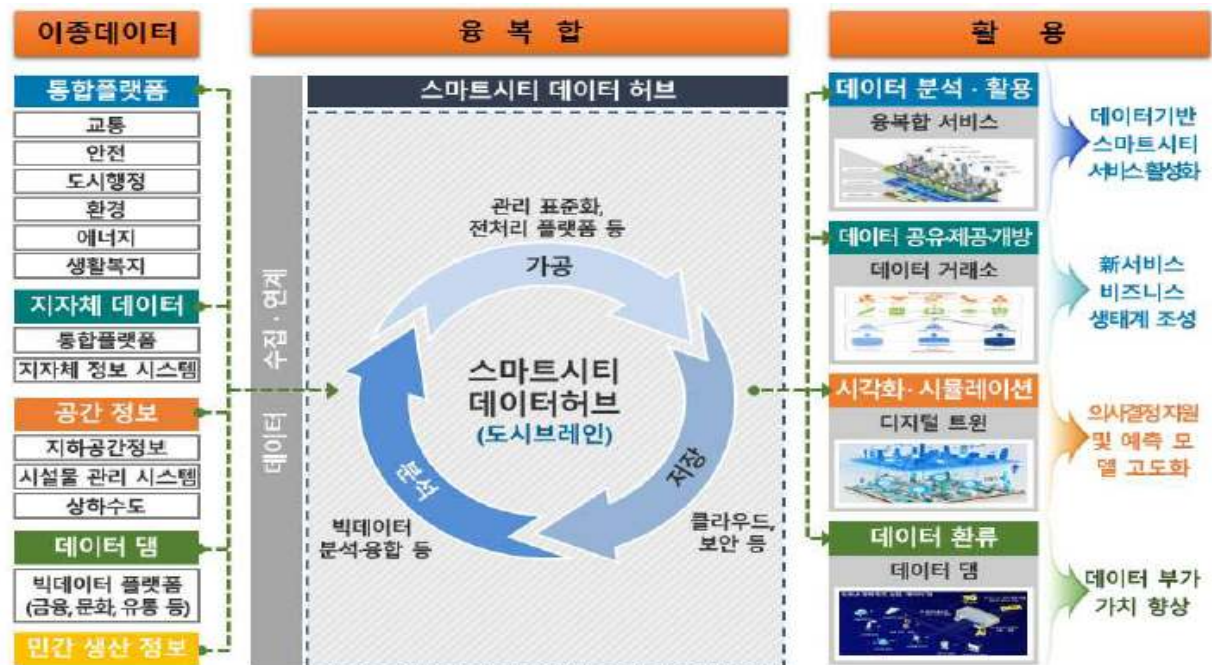 이종데이터
융 복 합
활 용
통합플랫폼
교통
안전
도시행정
환경
에너지
생활복지
지자체 데이터
통합플랫폼
지자체 정보 시스템
공간 정보
지하공간정보
시설물 관리 시스템
상하수도
데이터 댐
빅데이터 플랫폼
(금융, 문화, 유통 등)
민간 생산 정보
데이터 수집·연계
스마트시티 데이터 허브
관리 표준화,
전처리 플랫폼 등
가공
스마트시티
데이터허브
(도시브레인)
저장
클라우드,
보안 등
빅데이터
분석·융합 등
데이터 분석·활용
융복합 서비스
데이터기반
스마트시티
서비스 활성화
데이터 공유·제공·개방
데이터 거래소
新서비스
비즈니스
생태계 조성
시각화·시뮬레이션
디지털 트윈
의사결정 지원
및 예측 모
델 고도화
데이터 환류
데이터 댐
데이터 부가
가치 향상